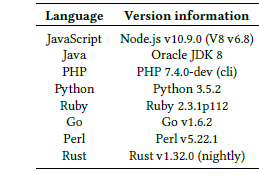 Language Version information
JavaScript Node.js v10.9.0 (V8 v6.8)
Java Oracle JDK 8
PHP PHP 7.4.0-dev (cli)
Python Python 3.5.2
Ruby Ruby 2.3.1p112
Go Go v1.6.2
Perl Perl v5.22.1
Rust Rust v1.32.0 (nightly)